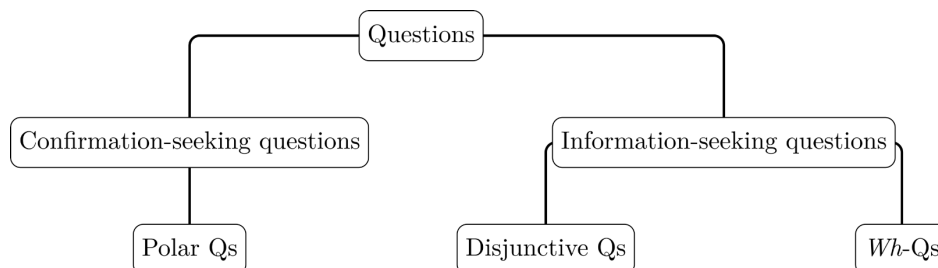 Questions
Confirmation-seeking questions
Information-seeking questions
Polar Qs
Disjunctive Qs
Wh-Qs